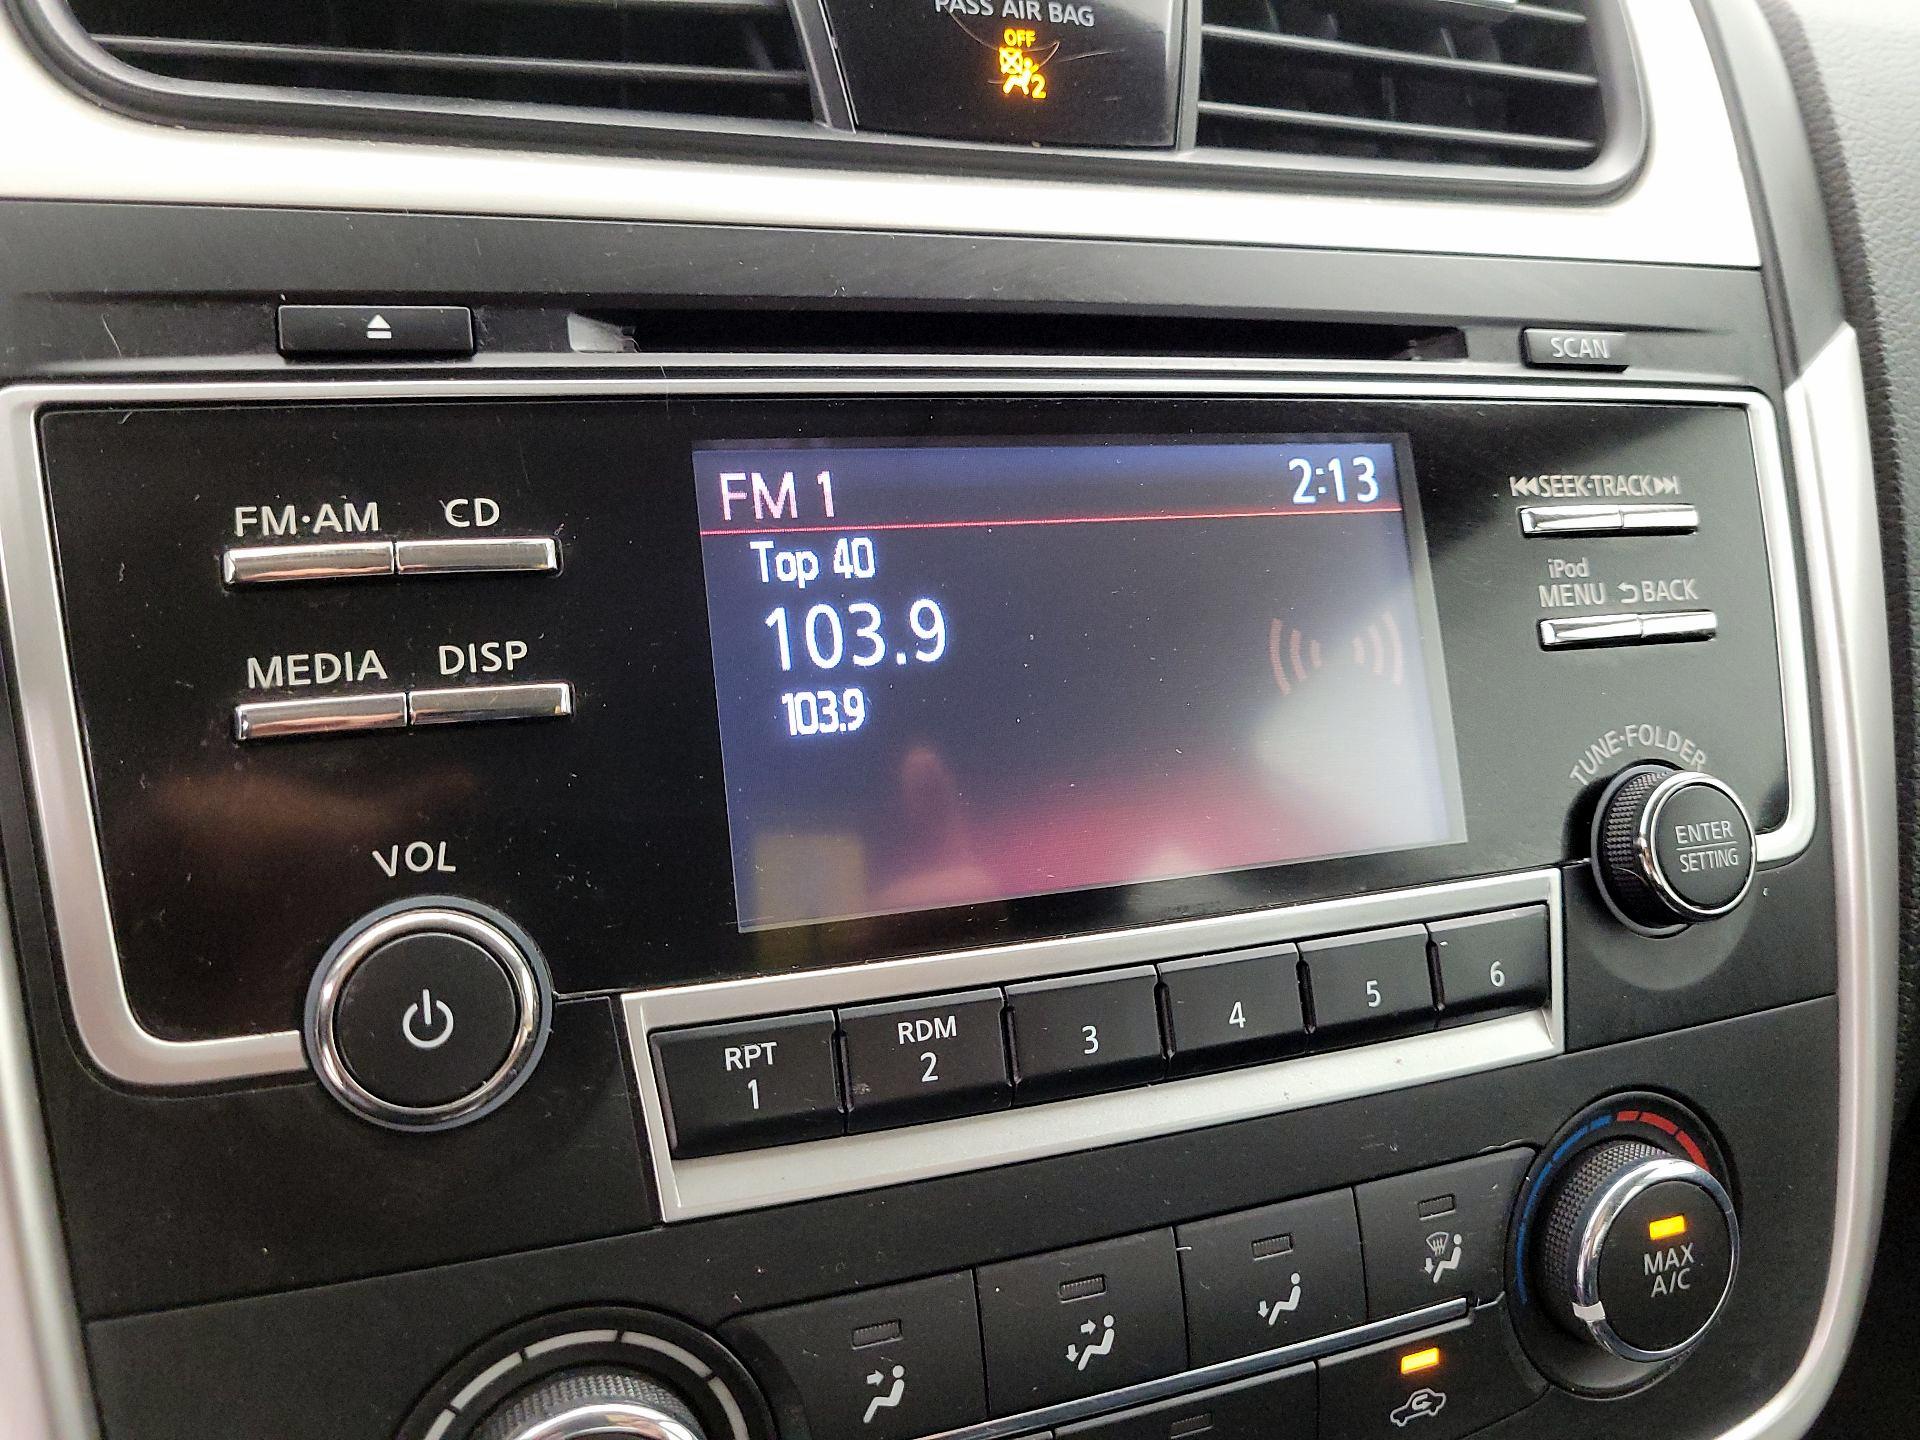 PASS AIR BAG
OFF
2
SCAN
FM·AM
CD
FM 1
2:13
SEEK·TRACK
Top 40
103.9
103.9
iPod
MENU
BACK
MEDIA
DISP
TUNE·FOLDER
ENTER
SETTING
VOL
RPT
1
RDM
2
3
4
5
6
MAX
A/C